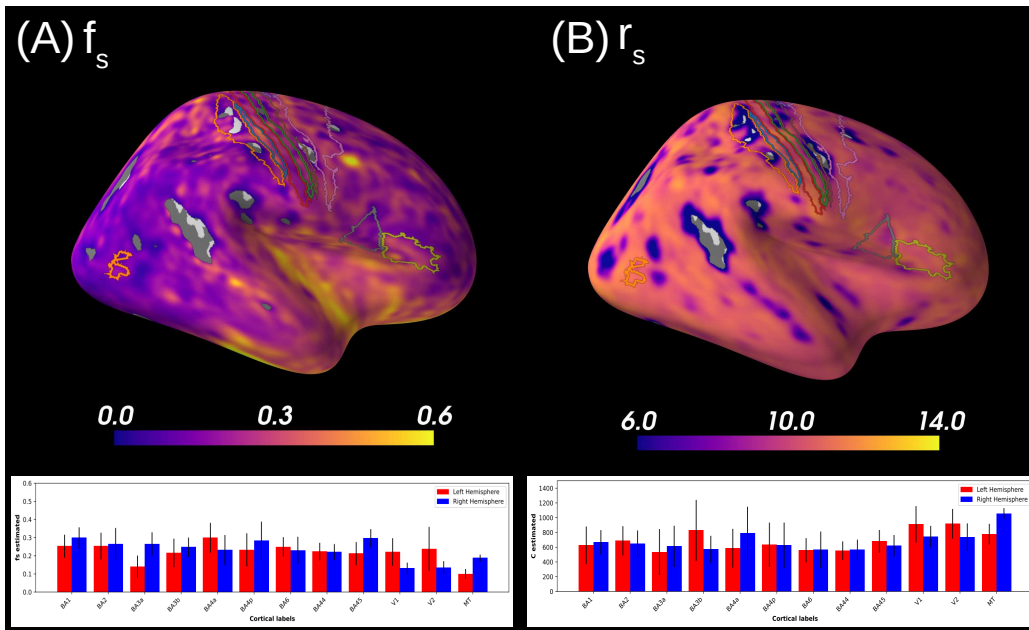 (A) fs
(B) rs
0.0 0.3 0.6
6.0 10.0 14.0
0.6
0.5
0.4
0.3
0.2
0.1
0.0
fs estimated
Left Hemisphere
Right Hemisphere
BA1 BA2 BA3a BA3b BA4a BA4p BA6 BA44 BA45 V1 V2 MT
Cortical labels
1400
1200
1000
800
600
400
200
0
C estimated
Left Hemisphere
Right Hemisphere
BA1 BA2 BA3a BA3b BA4a BA4p BA6 BA44 BA45 V1 V2 MT
Cortical labels